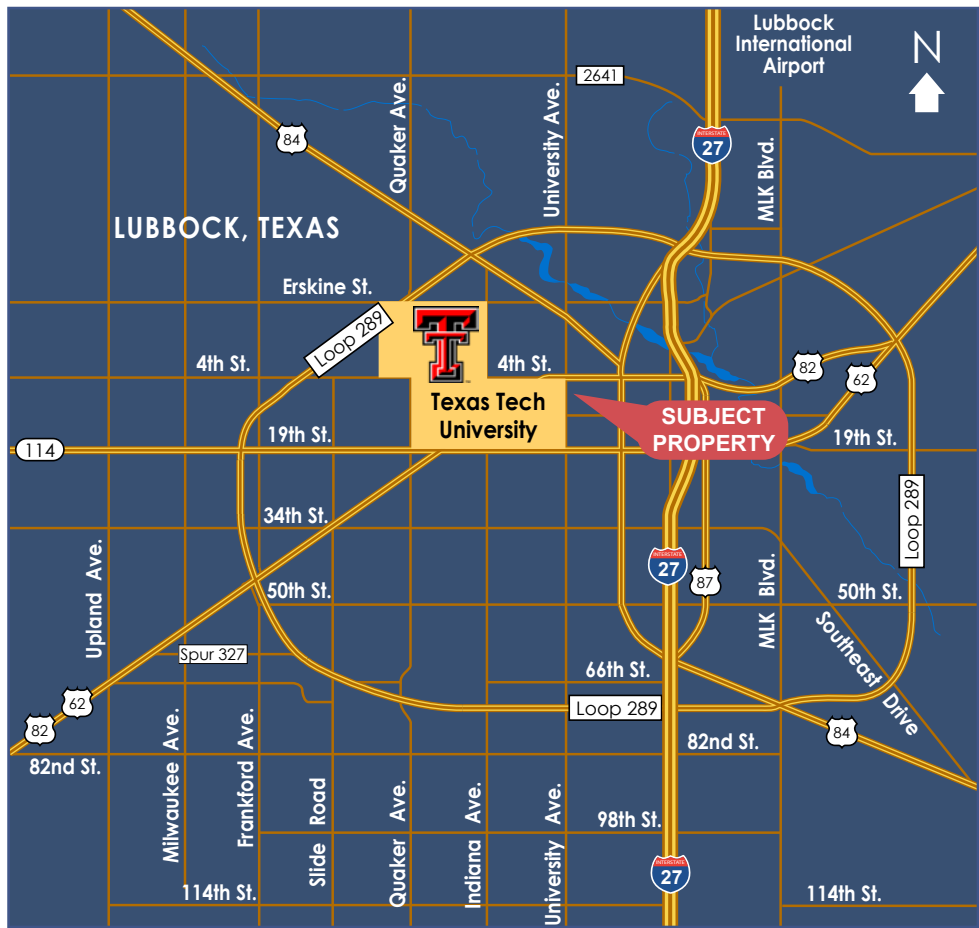 Lubbock
International
Airport
N
2641
Quaker Ave.
University Ave.
84
INTERSTATE
27
MLK Blvd.
LUBBOCK, TEXAS
Erskine St.
Loop 289
4th St.
4th St.
82
62
Texas Tech
University
SUBJECT
PROPERTY
19th St.
19th St.
114
34th St.
Loop 289
INTERSTATE
27
87
50th St.
50th St.
Upland Ave.
MLK Blvd.
Southeast Drive
Spur 327
66th St.
62
82
Loop 289
84
82nd St.
82nd St.
Milwaukee Ave.
Frankford Ave.
Slide Road
Quaker Ave.
Indiana Ave.
University Ave.
98th St.
INTERSTATE
27
114th St.
114th St.